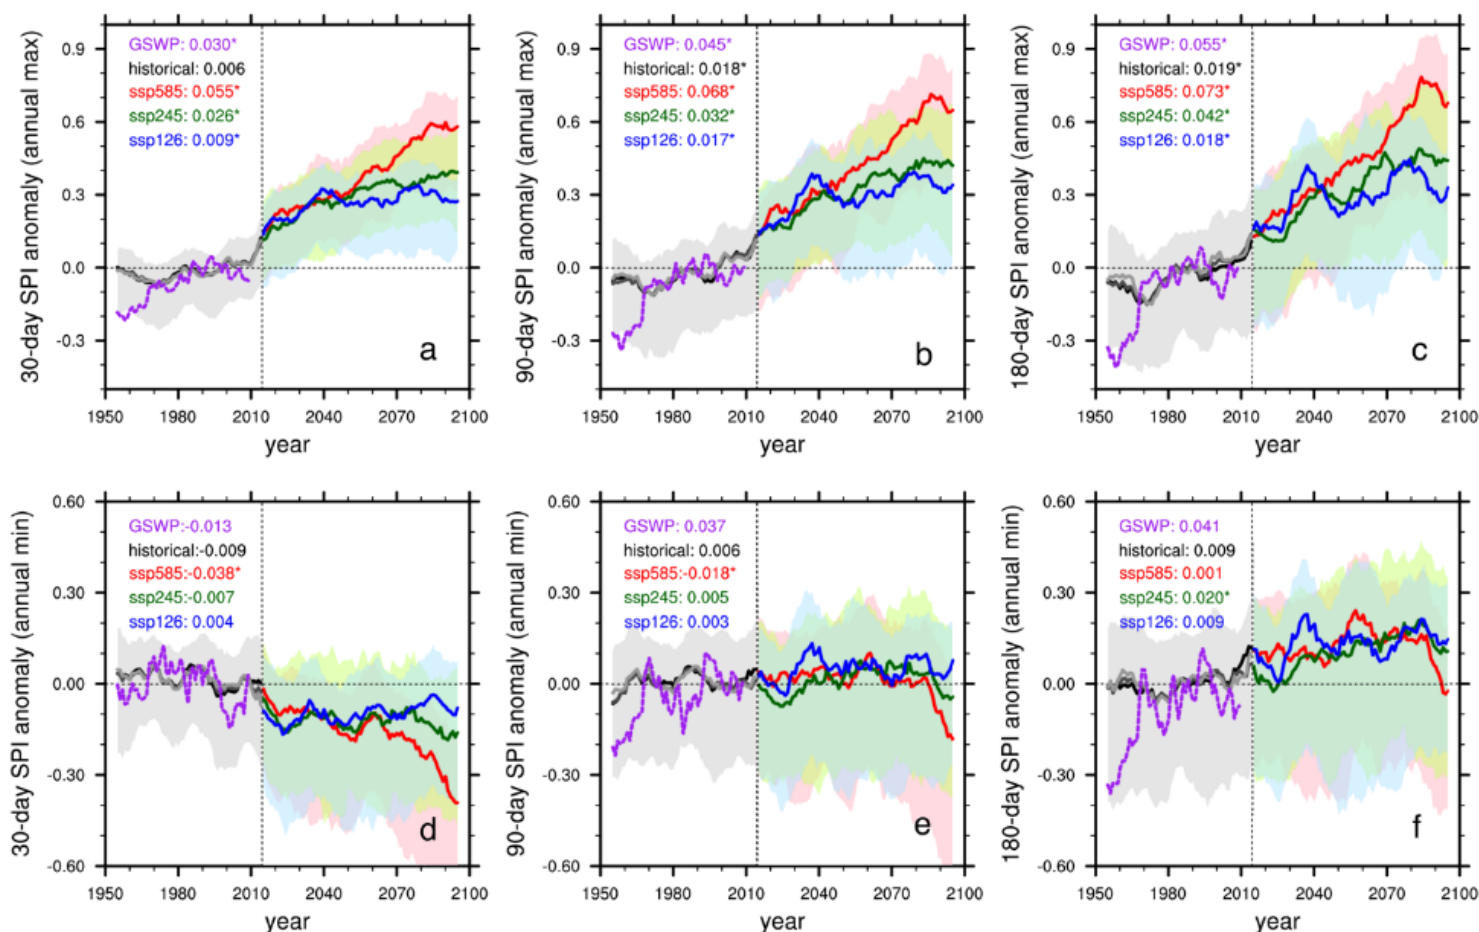 30-day SPI anomaly (annual max)
0.9
0.6
0.3
0.0
-0.3
GSWP: 0.030*
historical: 0.006
ssp585: 0.055*
ssp245: 0.026*
ssp126: 0.009*
a
1950 1980 2010 2040 2070 2100
year
90-day SPI anomaly (annual max)
0.9
0.6
0.3
0.0
-0.3
GSWP: 0.045*
historical: 0.018*
ssp585: 0.068*
ssp245: 0.032*
ssp126: 0.017*
b
1950 1980 2010 2040 2070 2100
year
180-day SPI anomaly (annual max)
0.9
0.6
0.3
0.0
-0.3
GSWP: 0.055*
historical: 0.019*
ssp585: 0.073*
ssp245: 0.042*
ssp126: 0.018*
c
1950 1980 2010 2040 2070 2100
year
30-day SPI anomaly (annual min)
0.60
0.30
0.00
-0.30
-0.60
GSWP:-0.013
historical:-0.009
ssp585:-0.038*
ssp245:-0.007
ssp126: 0.004
d
1950 1980 2010 2040 2070 2100
year
90-day SPI anomaly (annual min)
0.60
0.30
0.00
-0.30
-0.60
GSWP: 0.037
historical: 0.006
ssp585:-0.018*
ssp245: 0.005
ssp126: 0.003
e
1950 1980 2010 2040 2070 2100
year
180-day SPI anomaly (annual min)
0.60
0.30
0.00
-0.30
-0.60
GSWP: 0.041
historical: 0.009
ssp585: 0.001
ssp245: 0.020*
ssp126: 0.009
f
1950 1980 2010 2040 2070 2100
year